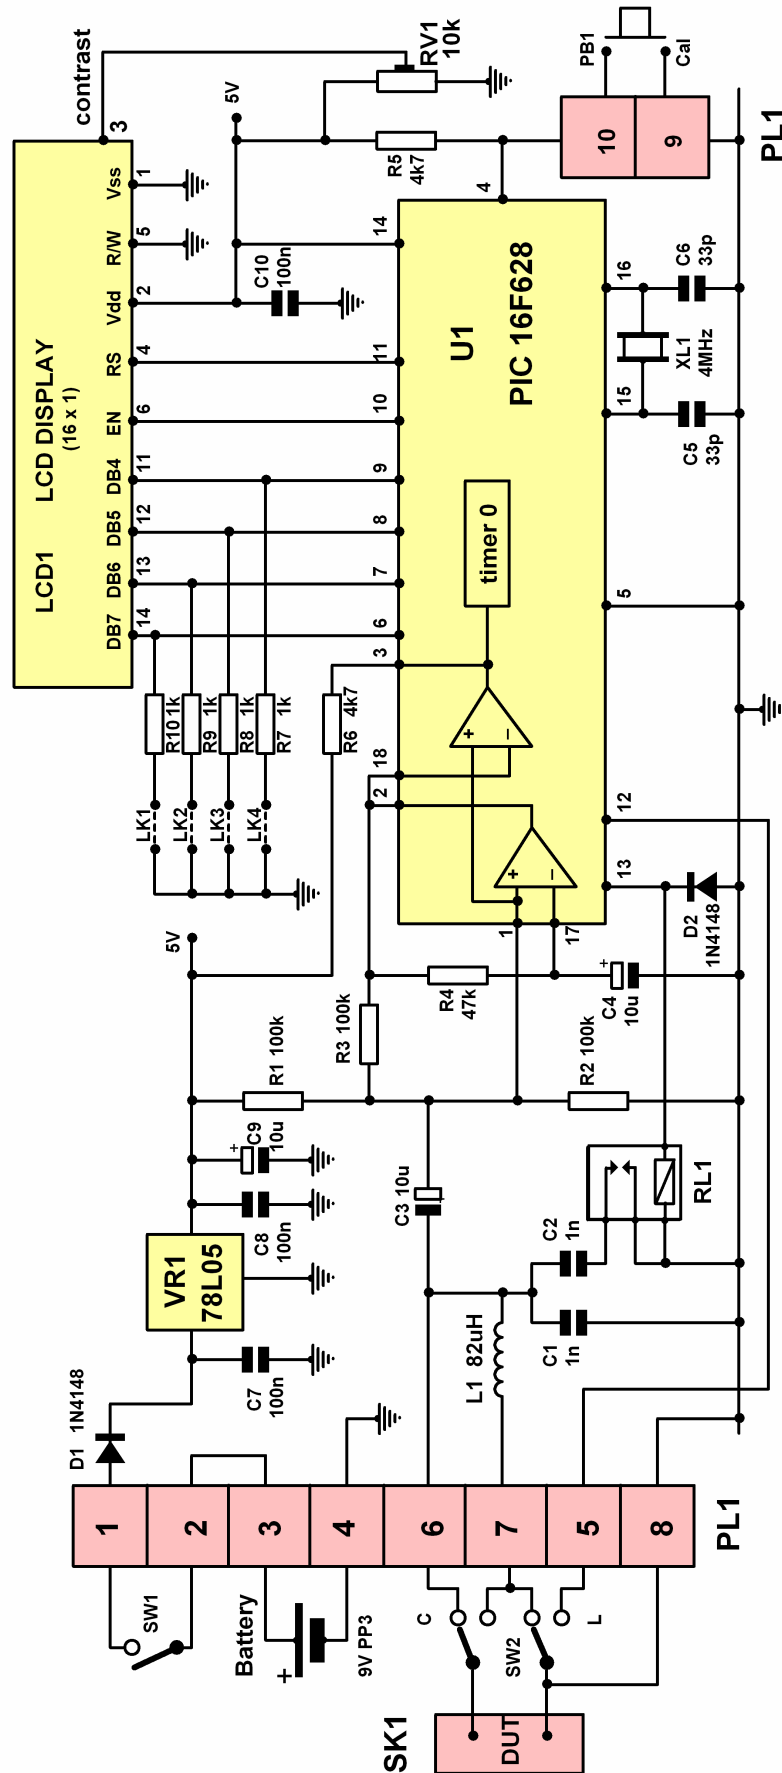 LCD1
LCD DISPLAY
(16 x 1)
DB7
DB6
DB5
DB4
EN
RS
Vdd
R/W
Vss
14
13
12
11
6
4
2
5
1
3
contrast
RV1
10k
5V
R5
4k7
C10
100n
R10 1k
R9 1k
R8 1k
R7 1k
LK1
LK2
LK3
LK4
R6 4k7
U1
PIC 16F628
timer 0
+
−
+
−
1
17
2
18
3
6
7
8
9
10
11
14
4
13
12
5
15
16
PB1
Cal
10
9
PL1
XL1
4MHz
C5
33p
C6
33p
D2
1N4148
5V
R1 100k
R3 100k
R4
47k
+
C4
10u
R2 100k
+
C9
10u
C8
100n
VR1
78L05
C7
100n
D1 1N4148
C3 10u
+
L1 82uH
C2
1n
C1
1n
RL1
1
2
3
4
6
7
5
8
PL1
SW1
Battery
+
9V PP3
C
SW2
L
SK1
DUT